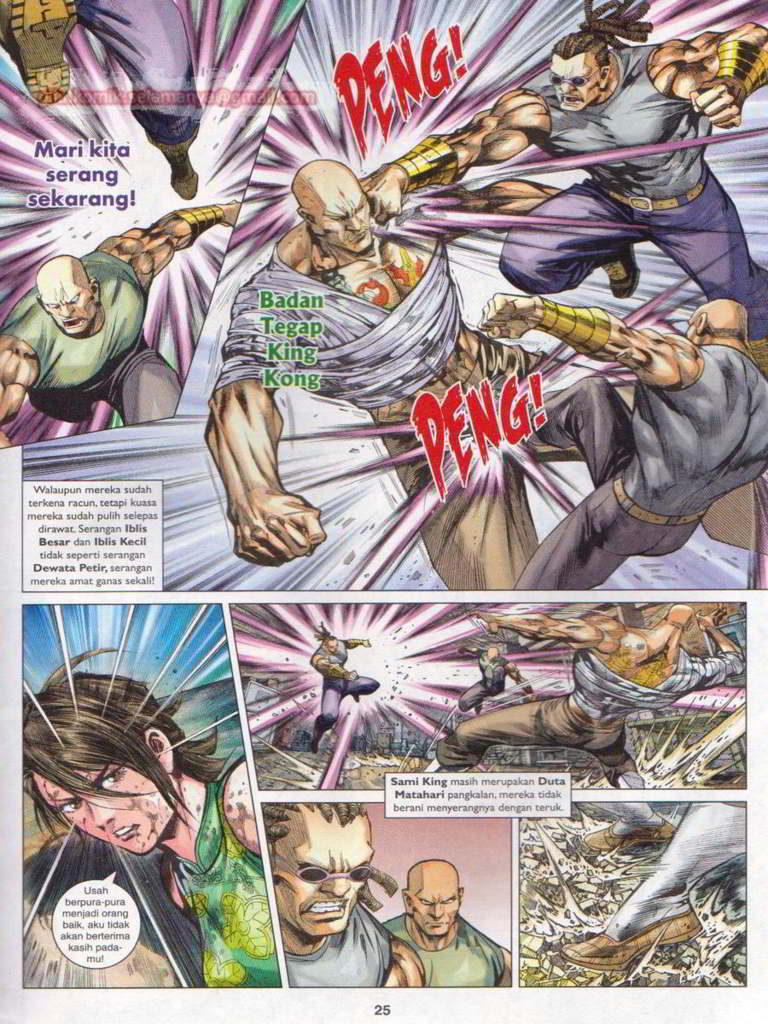 komikselamanya@gmail.com
Mari kita
serang
sekarang!
PENG!
Badan
Tegap
King
Kong
PENG!
Walaupun mereka sudah
terkena racun, tetapi kuasa
mereka sudah pulih selepas
dirawat. Serangan Iblis
Besar dan Iblis Kecil
tidak seperti serangan
Dewata Petir, serangan
mereka amat ganas sekali!
Sami King masih merupakan Duta
Matahari pangkalan, mereka tidak
berani menyerangnya dengan teruk.
Usah
berpura-pura
menjadi orang
baik, aku tidak
akan berterima
kasih pada-
mu!
25